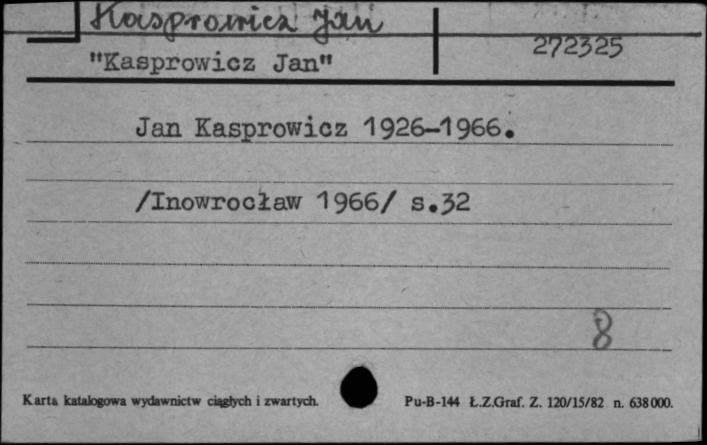 Kasprowicz Jan
"Kasprowicz Jan"
272325
Jan Kasprowicz 1926-1966.
/Inowrocław 1966/ s.32
8
Karta katalogowa wydawnictw ciągłych i zwartych.
Pu-B-144 Ł.Z.Graf. Z. 120/15/82 n. 638000.